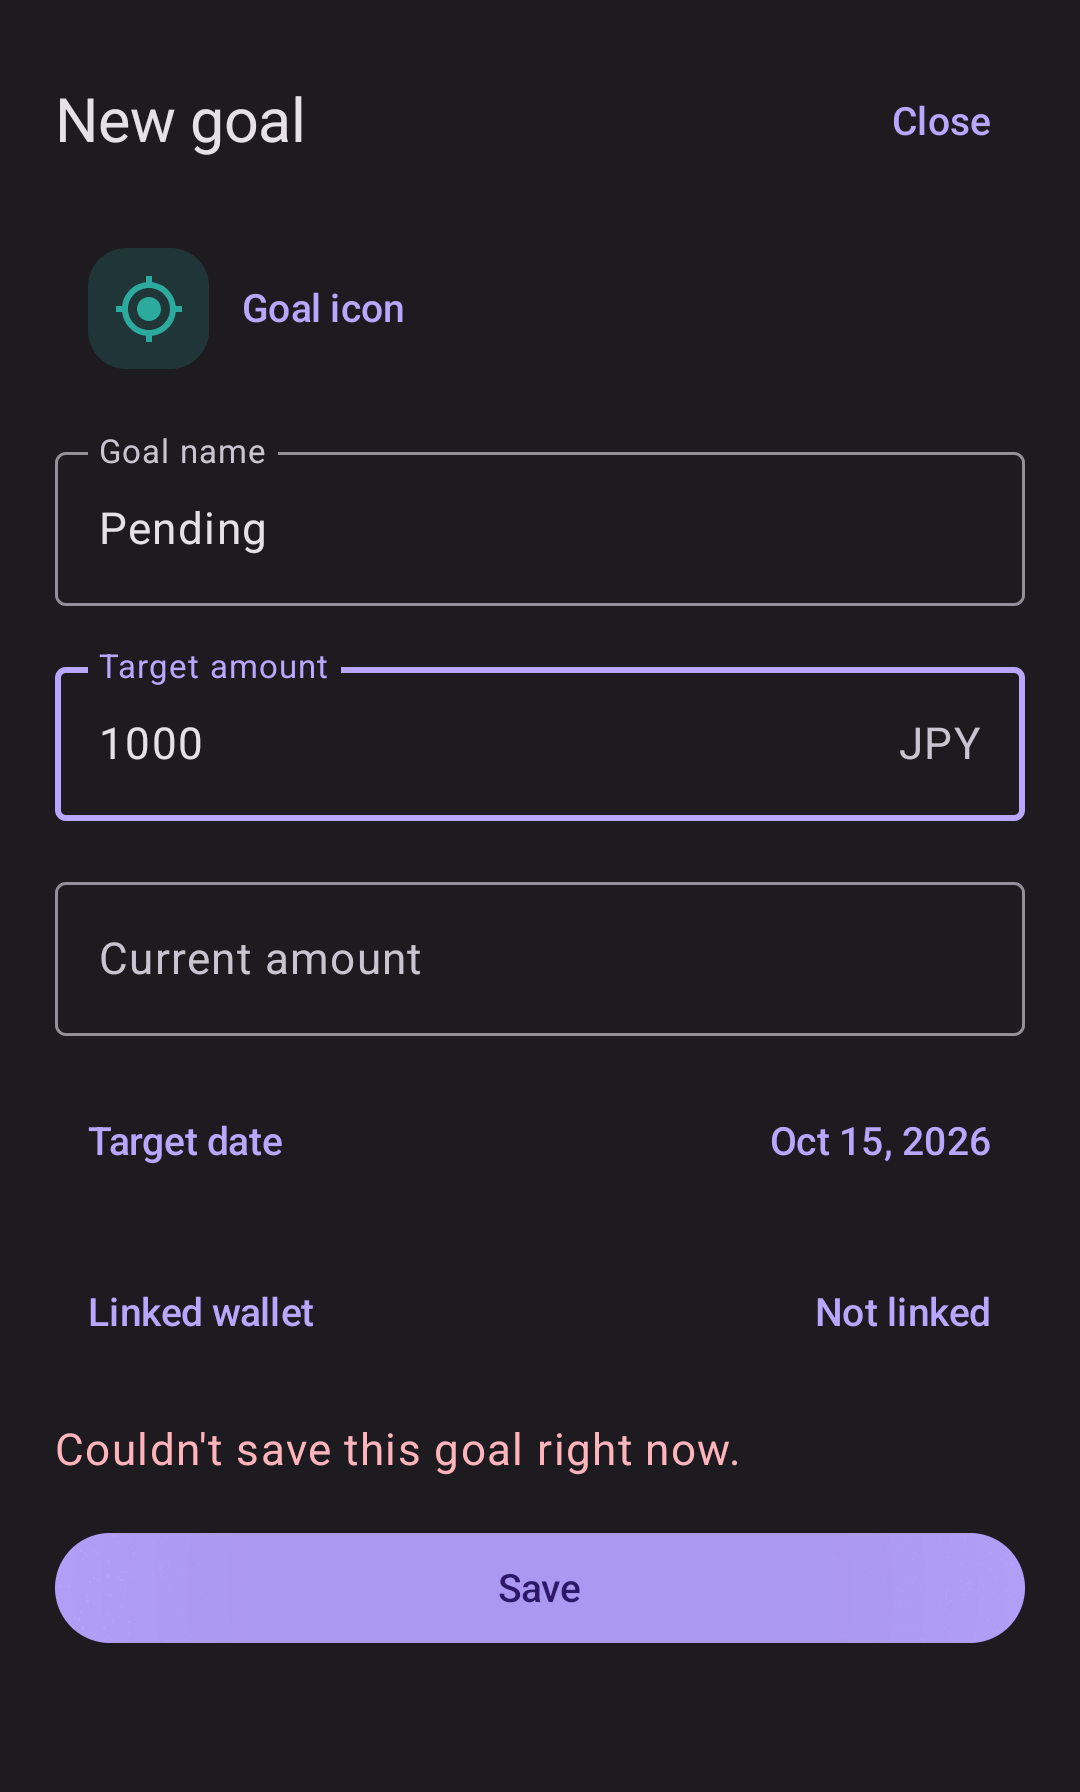 New goal
Close
Goal icon
Goal name
Pending
Target amount
1000
JPY
Current amount
Target date
Oct 15, 2026
Linked wallet
Not linked
Couldn't save this goal right now.
Save